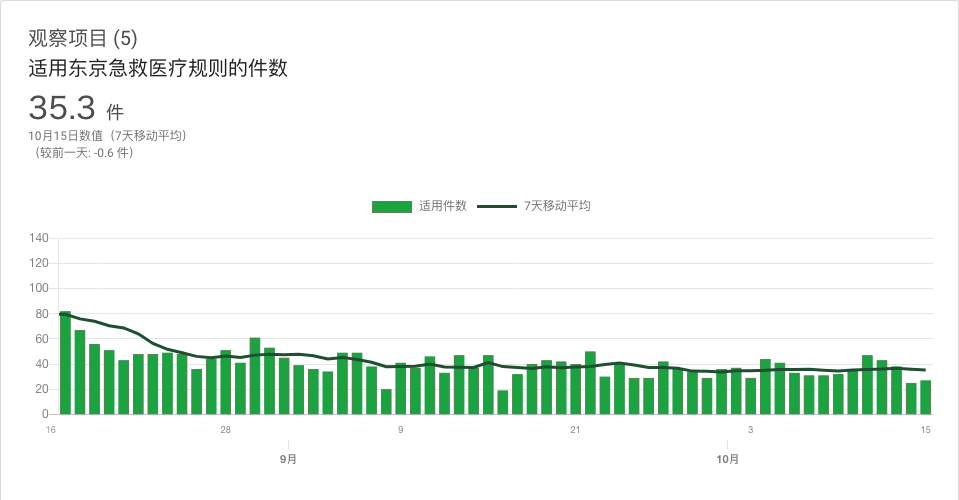 观察项目 (5)
适用东京急救医疗规则的件数
35.3 件
10月15日数值（7天移动平均）
（较前一天: -0.6 件）
适用件数 7天移动平均
140
120
100
80
60
40
20
0
16 28 9 21 3 15
9月 10月